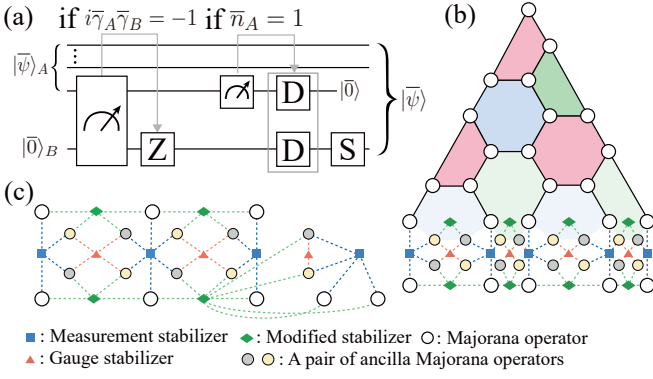 (a) if iγ̅_Aγ̅_B = −1 if n̅_A = 1
(b)
|ψ̅⟩_A
|ψ̅⟩
D |0̅⟩
|0̅⟩_B Z D S
(c)
: Measurement stabilizer : Modified stabilizer : Majorana operator
: Gauge stabilizer : A pair of ancilla Majorana operators